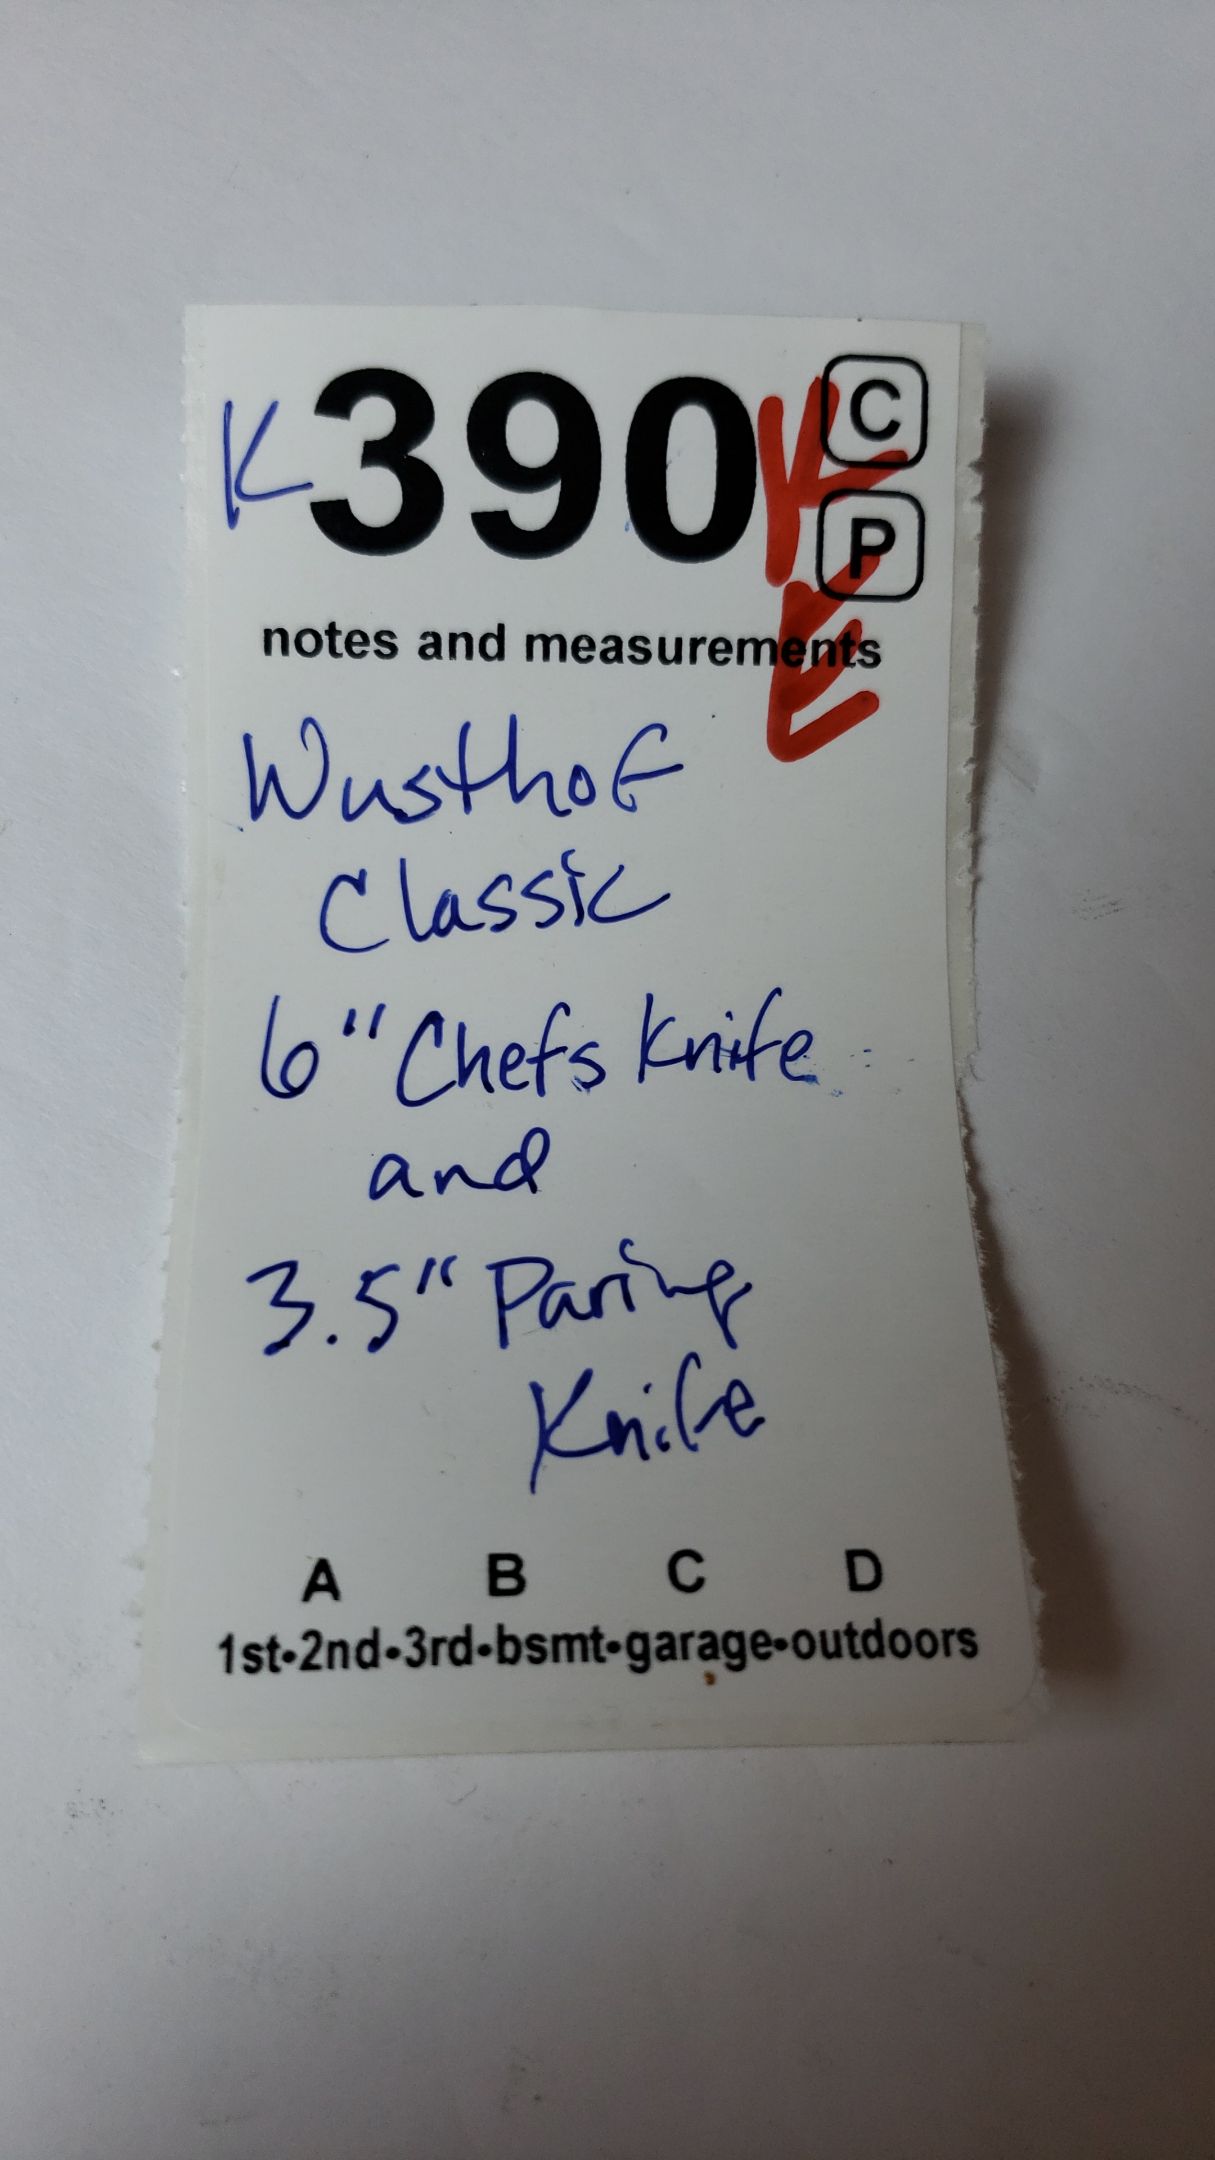 K 390 K C
P
E
notes and measurements
Wusthof
Classic
6" Chefs Knife
and
3.5" Paring
Knife
A B C D
1st•2nd•3rd•bsmt•garage•outdoors